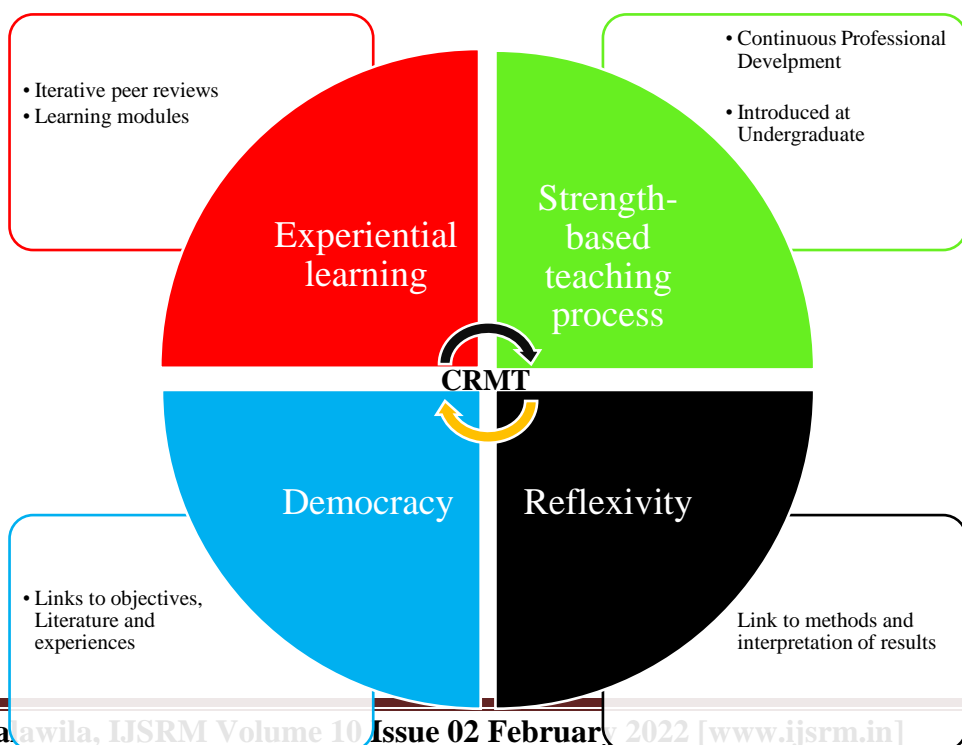 • Iterative peer reviews
• Learning modules
• Continuous Professional
Develpment
• Introduced at
Undergraduate
Experiential
learning
Strength-
based
teaching
process
CRMT
Democracy
Reflexivity
• Links to objectives,
Literature and
experiences
Link to methods and
interpretation of results
alawila, IJSRM Volume 10 Issue 02 February 2022 [www.ijsrm.in]